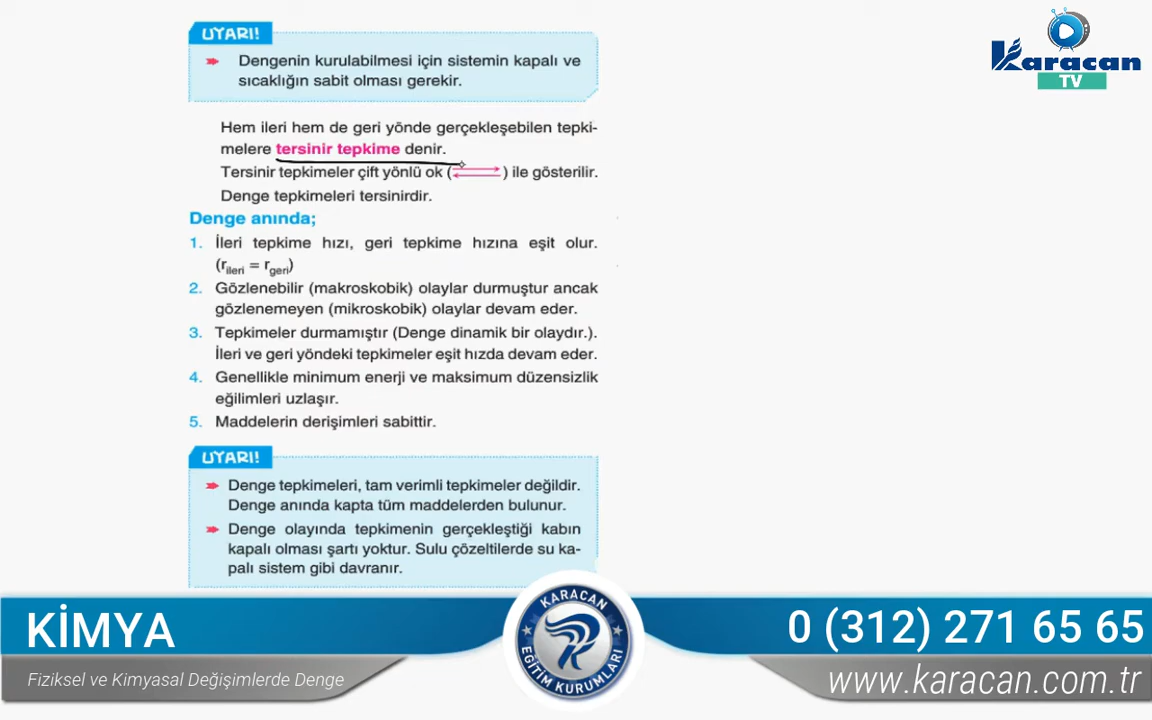 UYARI!
Karacan
TV
Dengenin kurulabilmesi için sistemin kapalı ve
sıcaklığın sabit olması gerekir.
Hem ileri hem de geri yönde gerçekleşebilen tepki-
melere tersinir tepkime denir.
Tersinir tepkimeler çift yönlü ok (⇄) ile gösterilir.
Denge tepkimeleri tersinirdir.
Denge anında;
1. İleri tepkime hızı, geri tepkime hızına eşit olur.
(rileri = rgeri)
2. Gözlenebilir (makroskobik) olaylar durmuştur ancak
gözlenemeyen (mikroskobik) olaylar devam eder.
3. Tepkimeler durmamıştır (Denge dinamik bir olaydır.).
İleri ve geri yöndeki tepkimeler eşit hızda devam eder.
4. Genellikle minimum enerji ve maksimum düzensizlik
eğilimleri uzlaşır.
5. Maddelerin derişimleri sabittir.
UYARI!
Denge tepkimeleri, tam verimli tepkimeler değildir.
Denge anında kapta tüm maddelerden bulunur.
Denge olayında tepkimenin gerçekleştiği kabın
kapalı olması şartı yoktur. Sulu çözeltilerde su ka-
palı sistem gibi davranır.
KİMYA
Fiziksel ve Kimyasal Değişimlerde Denge
KARACAN
EĞİTİM KURUMLARI
0 (312) 271 65 65
www.karacan.com.tr